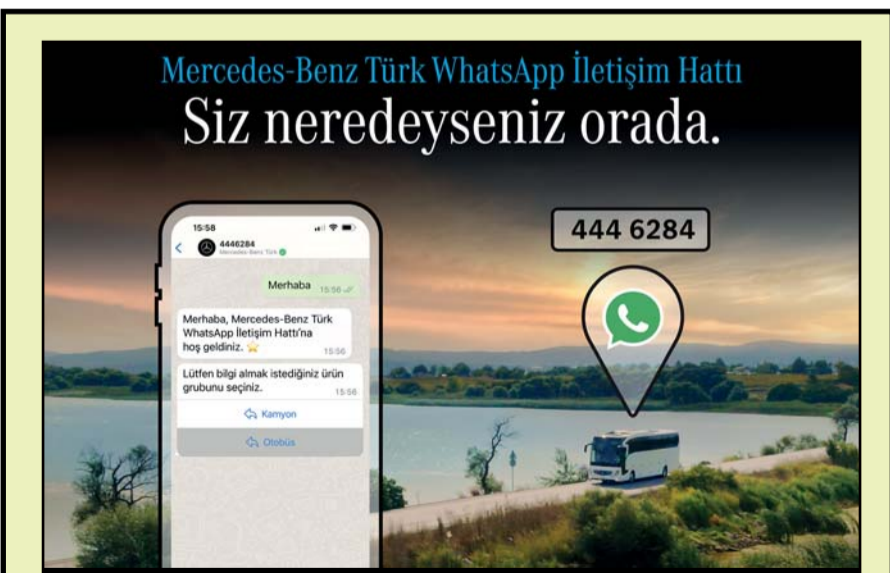 Mercedes-Benz Türk WhatsApp İletişim Hattı
Siz neredeyseniz orada.
15:58
4446284
Mercedes-Benz Türk
Merhaba
15:56
Merhaba, Mercedes-Benz Türk
WhatsApp İletişim Hattı'na
hoş geldiniz.
15:56
Lütfen bilgi almak istediğiniz ürün
grubunu seçiniz.
15:56
Kamyon
Otobüs
444 6284